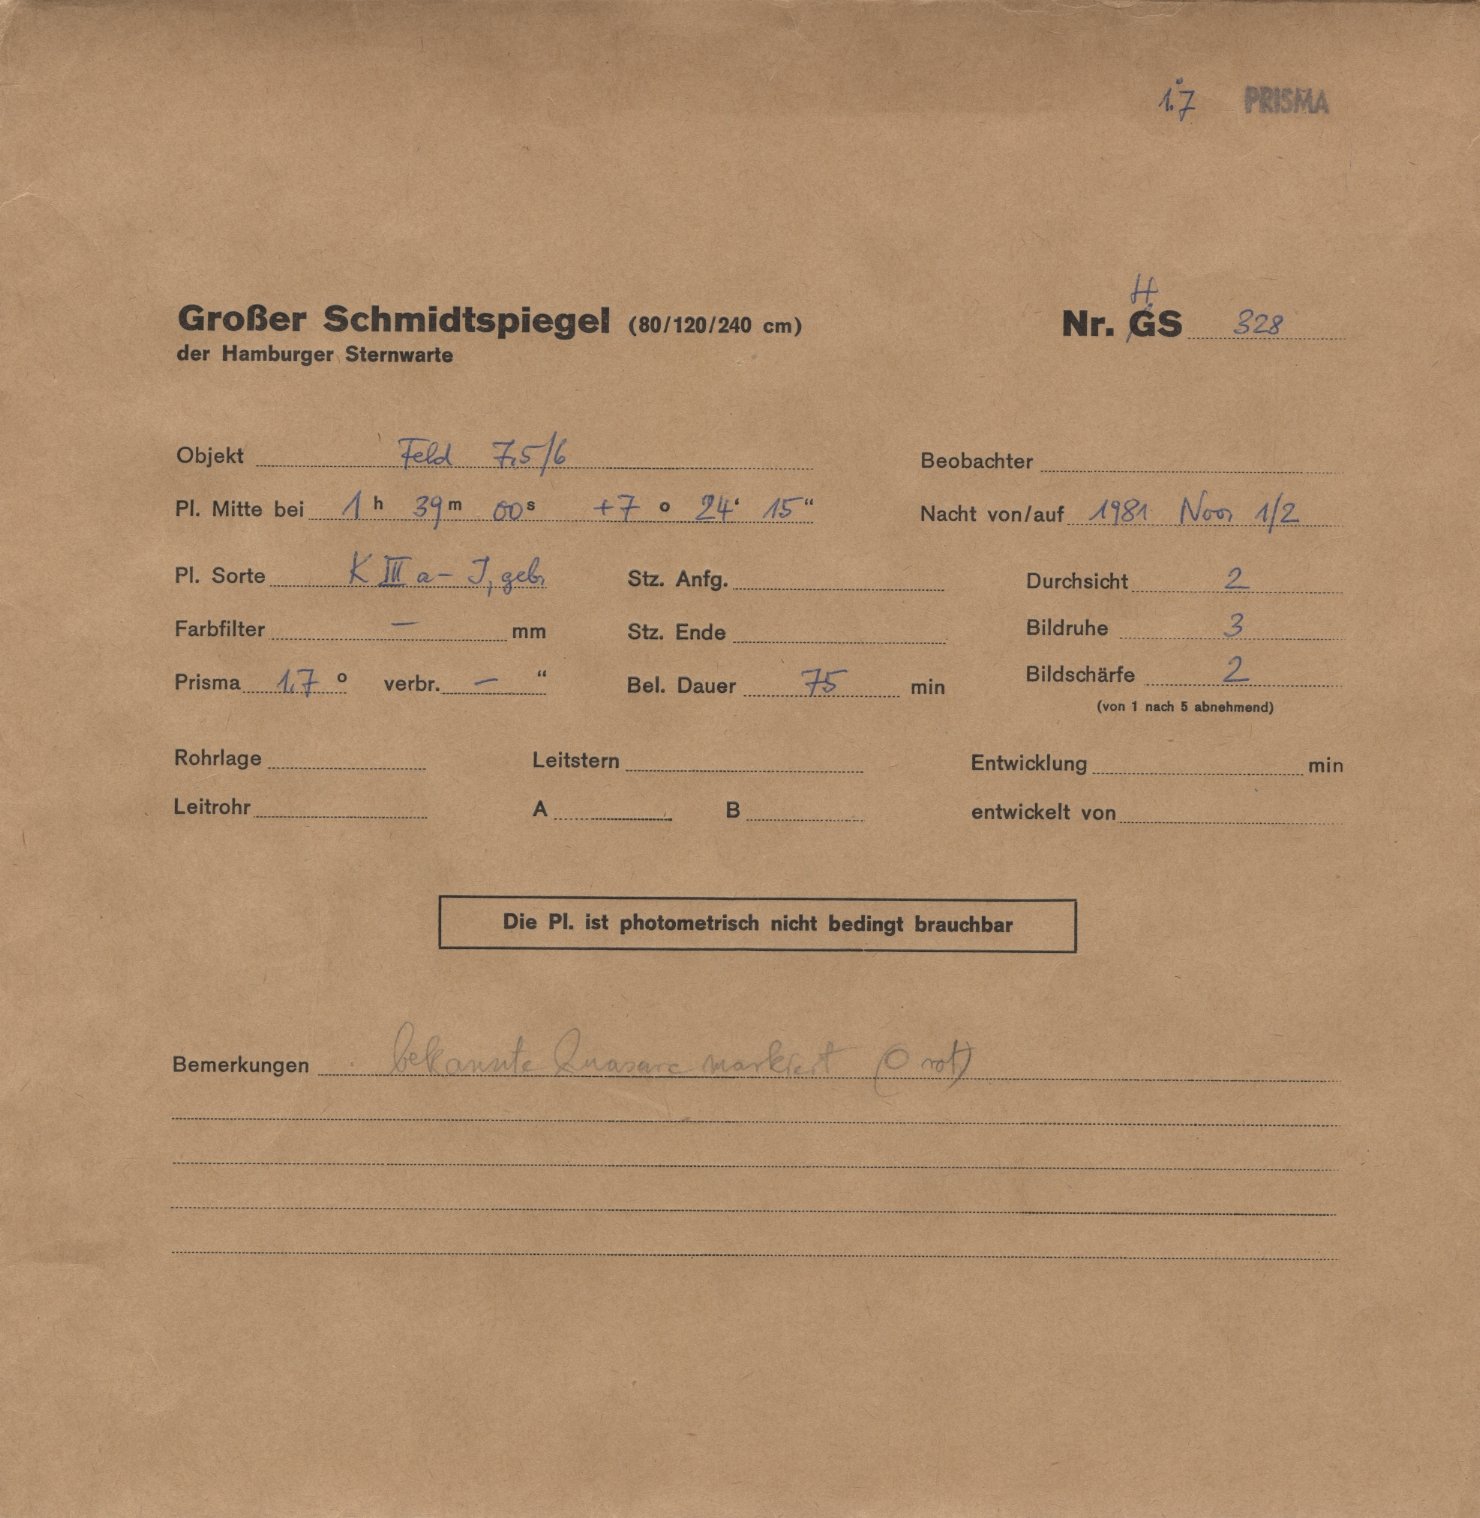 1.°7 PRISMA
H.
Großer Schmidtspiegel (80/120/240 cm) Nr. GS 328
der Hamburger Sternwarte
Objekt Feld 7.5/6 Beobachter
Pl. Mitte bei 1 h 39 m 00 s +7 o 24 ‘ 15 “ Nacht von/auf 1981 Nov 1/2
Pl. Sorte K III a - J, geb. Stz. Anfg. Durchsicht 2
Farbfilter — mm Stz. Ende Bildruhe 3
Prisma 1.7 o verbr. — “ Bel. Dauer 75 min Bildschärfe 2
(von 1 nach 5 abnehmend)
Rohrlage Leitstern Entwicklung min
Leitrohr A B entwickelt von
Die Pl. ist photometrisch nicht bedingt brauchbar
Bemerkungen bekannte Quasare markiert (O rot)